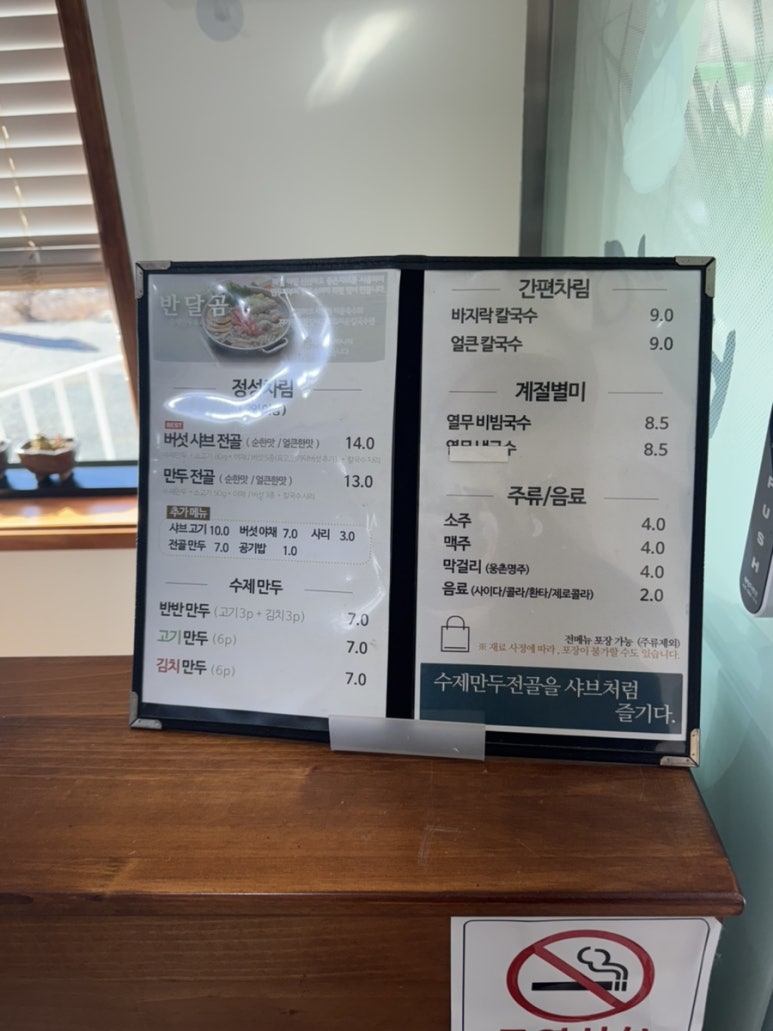 반달곰
정성차림
BEST
버섯 샤브 전골 (순한맛 / 얼큰한맛) 14.0
만두 전골 (순한맛 / 얼큰한맛) 13.0
추가 메뉴
샤브 고기 10.0 버섯야채 7.0 사리 3.0
전골 만두 7.0 공기밥 1.0
수제 만두
반반 만두 (고기3p + 김치3p) 7.0
고기 만두 (6p) 7.0
김치 만두 (6p) 7.0
간편차림
바지락 칼국수 9.0
얼큰 칼국수 9.0
계절별미
열무 비빔국수 8.5
8.5
주류/음료
소주 4.0
맥주 4.0
막걸리 (웅촌명주) 4.0
음료 (사이다/콜라/환타/제로콜라) 2.0
전메뉴 포장 가능 (주류제외)
※ 재료 사정에 따라, 포장이 불가할 수도 있습니다.
수제만두전골을 샤브처럼
즐기다.
PUSH